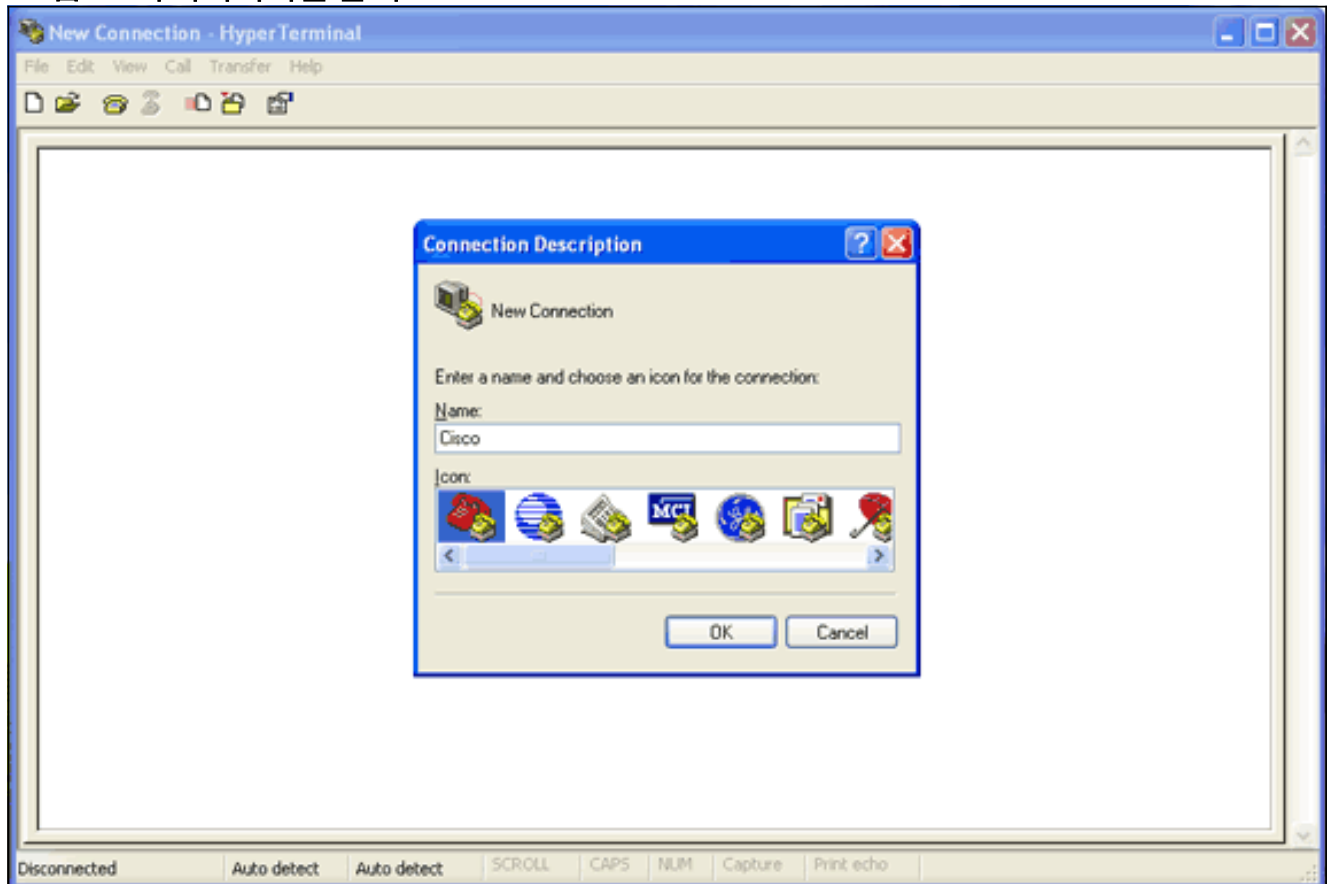 New Connection - HyperTerminal
File Edit View Call Transfer Help
Connection Description
New Connection
Enter a name and choose an icon for the connection:
Name:
Cisco
Icon:
MCI
OK Cancel
Disconnected Auto detect Auto detect SCROLL CAPS NUM Capture Print echo